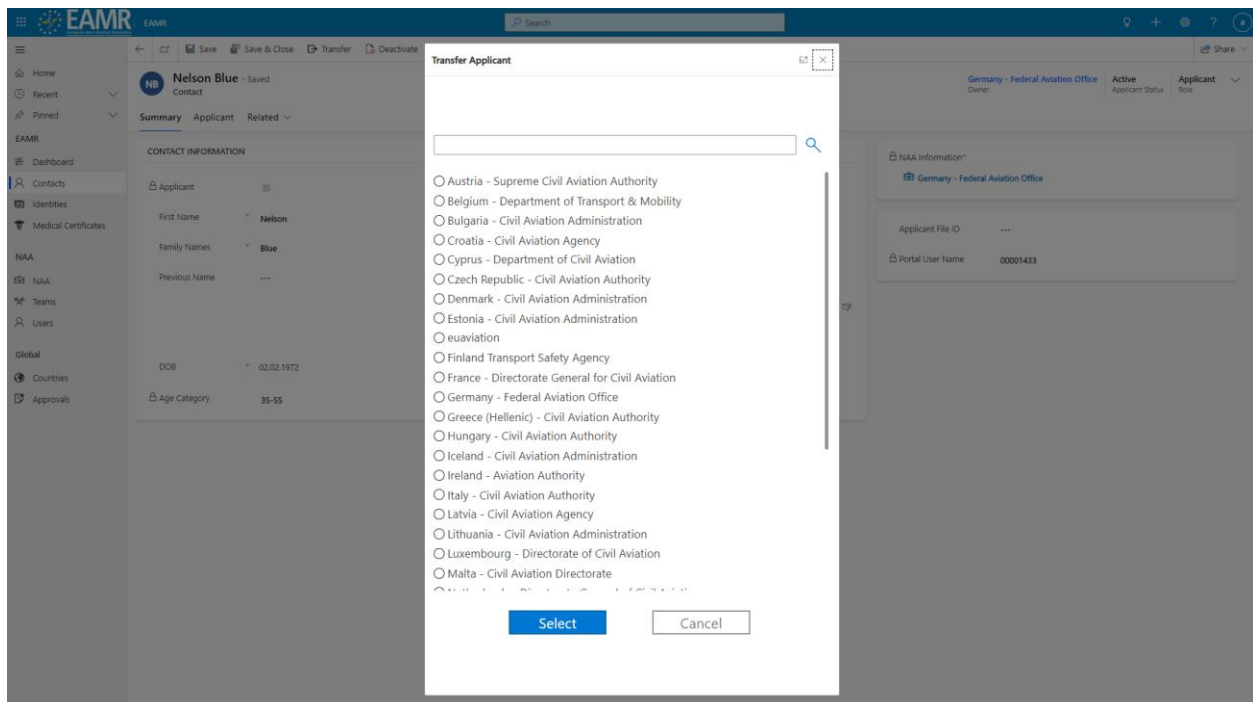 EAMR
EAMR
Search
Save
Save & Close
Transfer
Deactivate
Share
Home
Recent
Pinned
EAMR
Dashboard
Contacts
Identities
Medical Certificates
NAA
NAA
Teams
Users
Global
Countries
Approvals
NB
Nelson Blue - Saved
Contact
Germany - Federal Aviation Office
Owner
Active
Applicant Status
Applicant
Role
Summary
Applicant
Related
CONTACT INFORMATION
Applicant
First Name * Nelson
Family Names * Blue
Previous Name ---
DOB * 02.02.1972
Age Category 35-55
Transfer Applicant
Austria - Supreme Civil Aviation Authority
Belgium - Department of Transport & Mobility
Bulgaria - Civil Aviation Administration
Croatia - Civil Aviation Agency
Cyprus - Department of Civil Aviation
Czech Republic - Civil Aviation Authority
Denmark - Civil Aviation Administration
Estonia - Civil Aviation Administration
euaviation
Finland Transport Safety Agency
France - Directorate General for Civil Aviation
Germany - Federal Aviation Office
Greece (Hellenic) - Civil Aviation Authority
Hungary - Civil Aviation Authority
Iceland - Civil Aviation Administration
Ireland - Aviation Authority
Italy - Civil Aviation Authority
Latvia - Civil Aviation Agency
Lithuania - Civil Aviation Administration
Luxembourg - Directorate of Civil Aviation
Malta - Civil Aviation Directorate
Select
Cancel
NAA Information*
Germany - Federal Aviation Office
Applicant File ID ---
Portal User Name 00001433